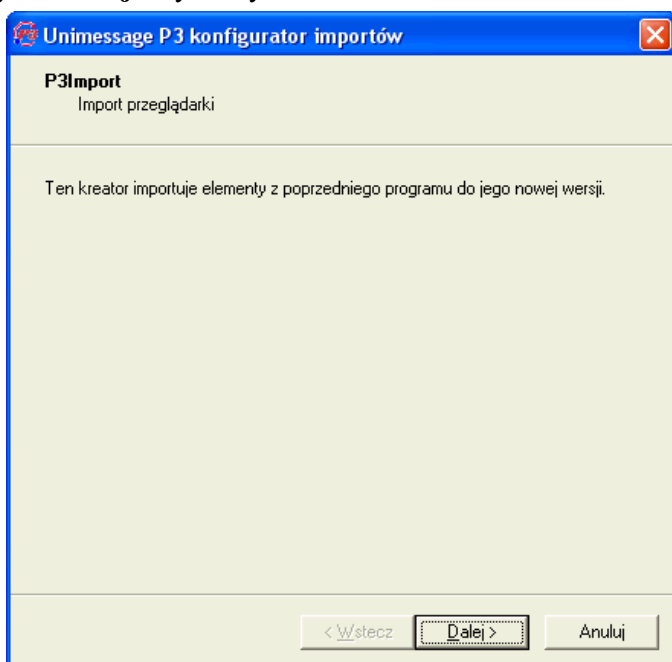 Unimessage P3 konfigurator importów
P3Import
Import przeglądarki
Ten kreator importuje elementy z poprzedniego programu do jego nowej wersji.
< Wstecz Dalej > Anuluj